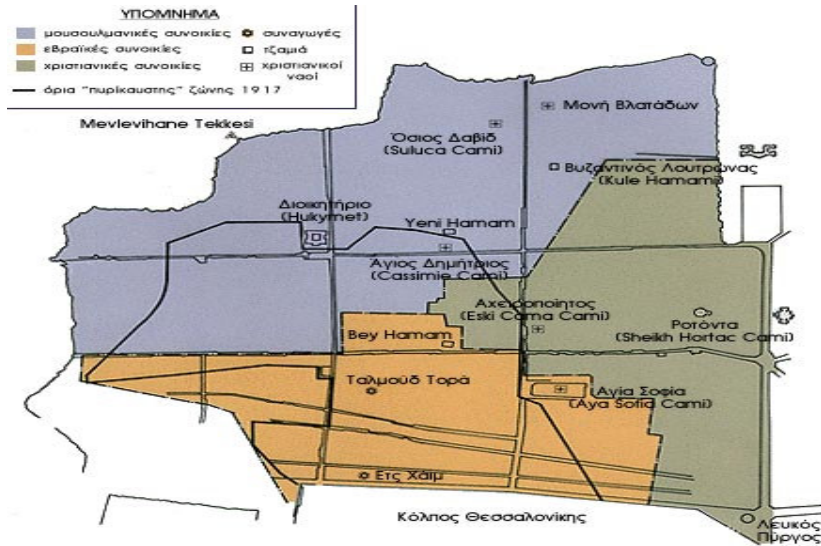 ΥΠΟΜΝΗΜΑ
μουσουλμανικές συνοικίες
συναγωγές
εβραϊκές συνοικίες
τζαμιά
χριστιανικές συνοικίες
χριστιανικοί
ναοί
όρια "πυρίκαυστης" ζώνης 1917
Mevlevihane Tekkesi
Μονή Βλατάδων
Όσιος Δαβίδ
(Suluca Cami)
Βυζαντινός Λουτρώνας
(Kule Hamami)
Διοικητήριο
(Hukymet)
Yeni Hamam
Άγιος Δημήτριος
(Cassimie Cami)
Αχειροποίητος
(Eski Cama Cami)
Ροτόντα
(Sheikh Hortac Cami)
Bey Hamam
Ταλμούδ Τορά
Αγία Σοφία
(Aya Sofia Cami)
Ετς Χάϊμ
Κόλπος Θεσσαλονίκης
Λευκός
Πύργος